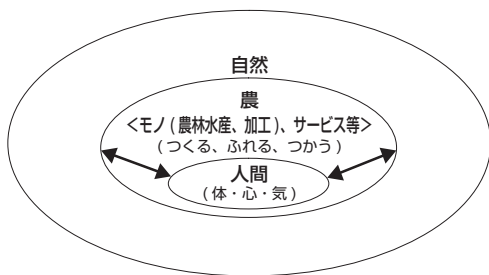 自然
農
<モノ(農林水産、加工)、サービス等>
(つくる、ふれる、つかう)
人間
(体・心・気)